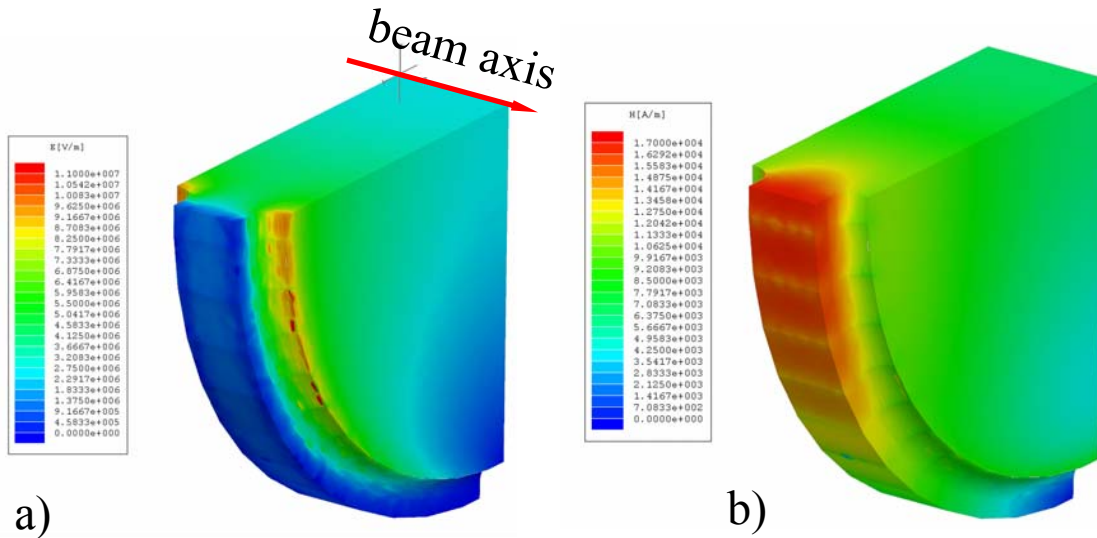 beam axis
E[V/m]
1.1000e+007
1.0542e+007
1.0083e+007
9.6250e+006
9.1667e+006
8.7083e+006
8.2500e+006
7.7917e+006
7.3333e+006
6.8750e+006
6.4167e+006
5.9583e+006
5.5000e+006
5.0417e+006
4.5833e+006
4.1250e+006
3.6667e+006
3.2083e+006
2.7500e+006
2.2917e+006
1.8333e+006
1.3750e+006
9.1667e+005
4.5833e+005
0.0000e+000
a)
H[A/m]
1.7000e+004
1.6292e+004
1.5583e+004
1.4875e+004
1.4167e+004
1.3458e+004
1.2750e+004
1.2042e+004
1.1333e+004
1.0625e+004
9.9167e+003
9.2083e+003
8.5000e+003
7.7917e+003
7.0833e+003
6.3750e+003
5.6667e+003
4.9583e+003
4.2500e+003
3.5417e+003
2.8333e+003
2.1250e+003
1.4167e+003
7.0833e+002
0.0000e+000
b)